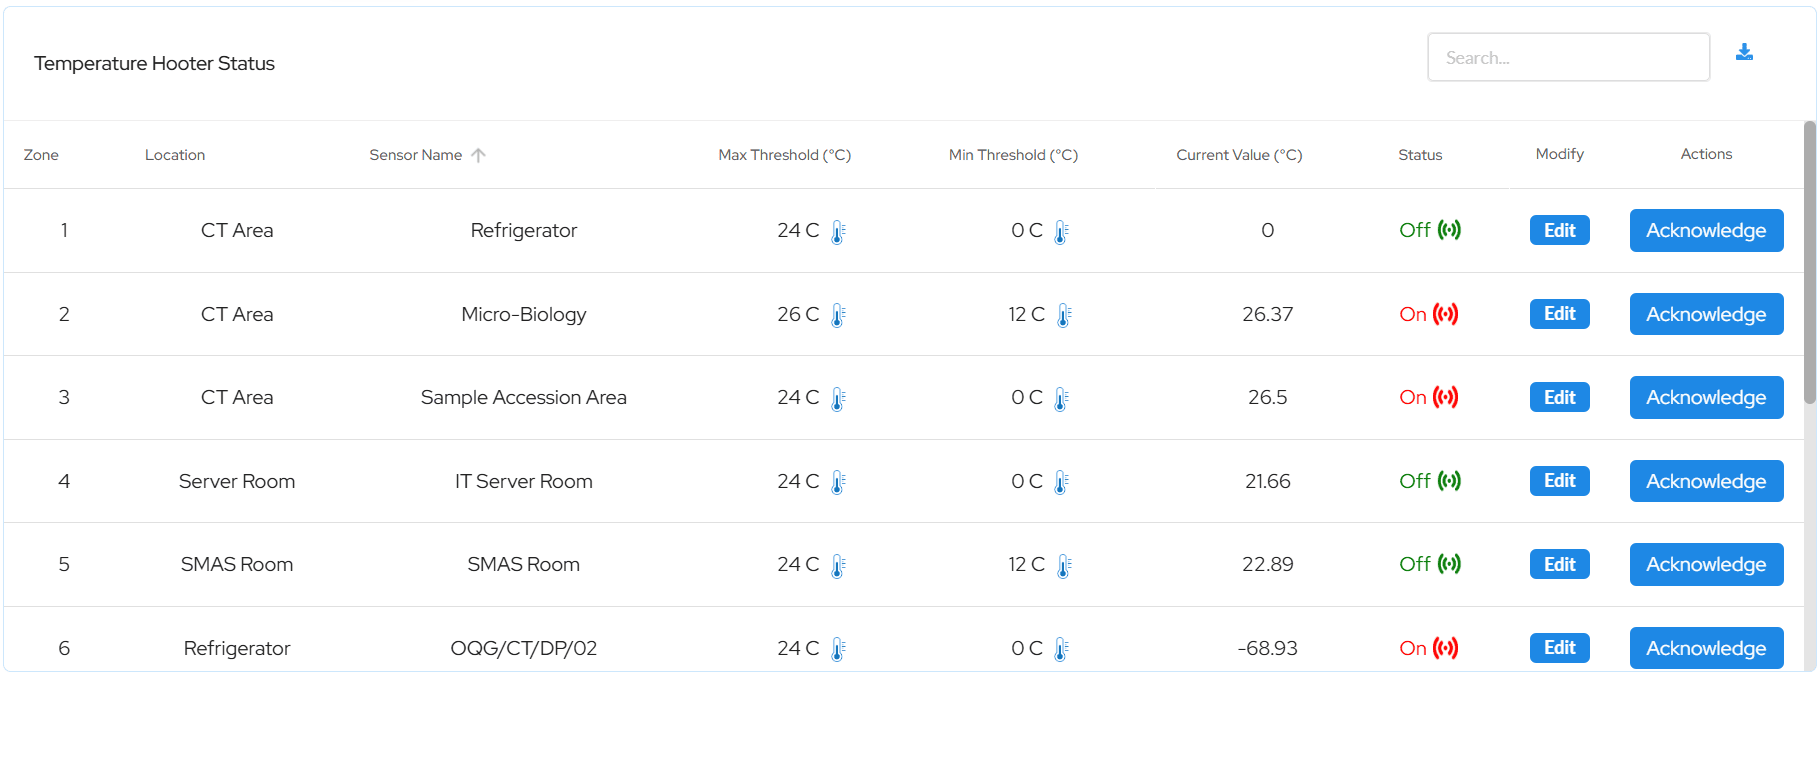 Temperature Hooter Status
Search...
Zone Location Sensor Name Max Threshold (°C) Min Threshold (°C) Current Value (°C) Status Modify Actions
1 CT Area Refrigerator 24 C 0 C 0 Off Edit Acknowledge
2 CT Area Micro-Biology 26 C 12 C 26.37 On Edit Acknowledge
3 CT Area Sample Accession Area 24 C 0 C 26.5 On Edit Acknowledge
4 Server Room IT Server Room 24 C 0 C 21.66 Off Edit Acknowledge
5 SMAS Room SMAS Room 24 C 12 C 22.89 Off Edit Acknowledge
6 Refrigerator OQG/CT/DP/02 24 C 0 C -68.93 On Edit Acknowledge